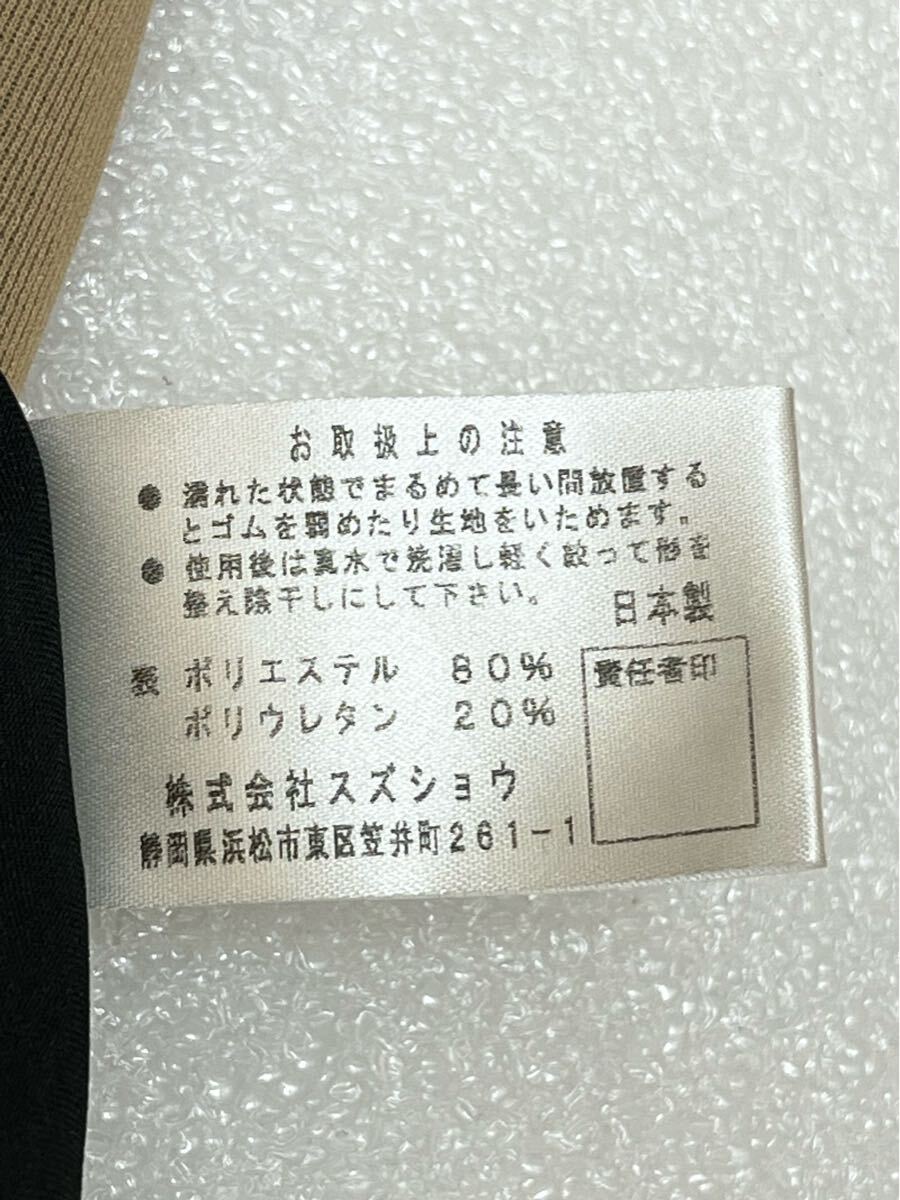 お取扱上の注意
● 濡れた状態でまるめて長い間放置する
とゴムを弱めたり生地をいためます。
● 使用後は真水で洗濯し軽く絞って形を
整え陰干しにして下さい。
日本製
表 ポリエステル 80%
ポリウレタン 20%
責任者印
株式会社スズショウ
静岡県浜松市東区笠井町261-1